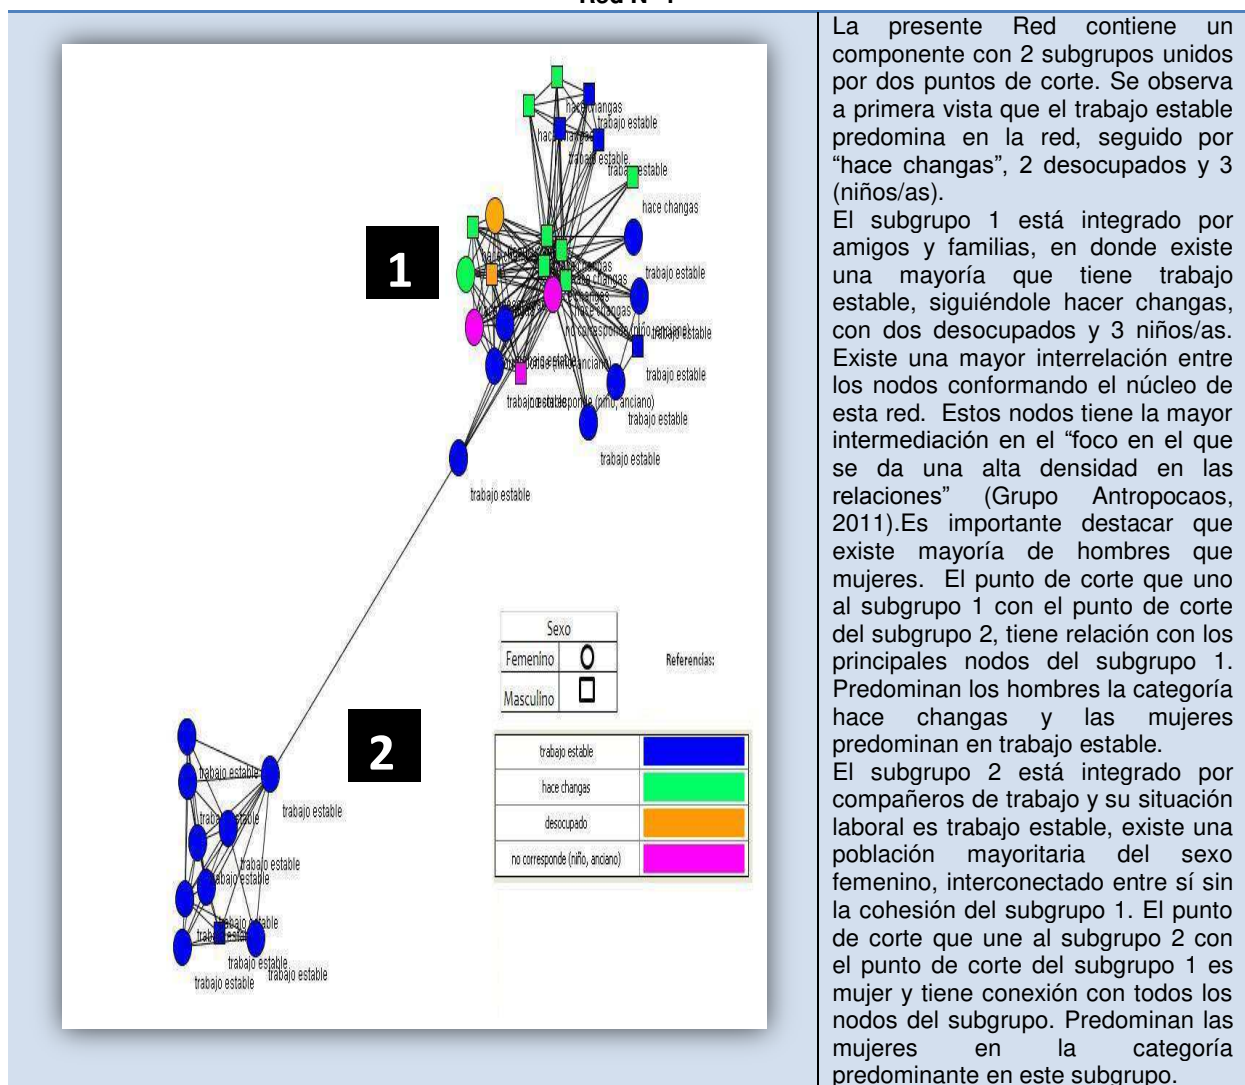 Red N° 1
La presente Red contiene un
componente con 2 subgrupos unidos
por dos puntos de corte. Se observa
a primera vista que el trabajo estable
predomina en la red, seguido por
“hace changas”, 2 desocupados y 3
(niños/as).
El subgrupo 1 está integrado por
amigos y familias, en donde existe
una mayoría que tiene trabajo
estable, siguiéndole hacer changas,
con dos desocupados y 3 niños/as.
Existe una mayor interrelación entre
los nodos conformando el núcleo de
esta red. Estos nodos tiene la mayor
intermediación en el “foco en el que
se da una alta densidad en las
relaciones” (Grupo Antropocaos,
2011).Es importante destacar que
existe mayoría de hombres que
mujeres. El punto de corte que uno
al subgrupo 1 con el punto de corte
del subgrupo 2, tiene relación con los
principales nodos del subgrupo 1.
Predominan los hombres la categoría
hace changas y las mujeres
predominan en trabajo estable.
El subgrupo 2 está integrado por
compañeros de trabajo y su situación
laboral es trabajo estable, existe una
población mayoritaria del sexo
femenino, interconectado entre sí sin
la cohesión del subgrupo 1. El punto
de corte que une al subgrupo 2 con
el punto de corte del subgrupo 1 es
mujer y tiene conexión con todos los
nodos del subgrupo. Predominan las
mujeres en la categoría
predominante en este subgrupo.
hace changas
trabajo estable
trabajo estable
trabajo estable
hace changas
1
trabajo estable
hace changas
trabajo estable
trabajo estable
trabajo estable
trabajo estable
trabajo estable
Sexo
Femenino
Masculino
Referencias:
2
trabajo estable
hace changas
desocupado
no corresponde (niño, anciano)
trabajo estable
trabajo estable
trabajo estable
trabajo estable
trabajo estable
trabajo estable
trabajo estable